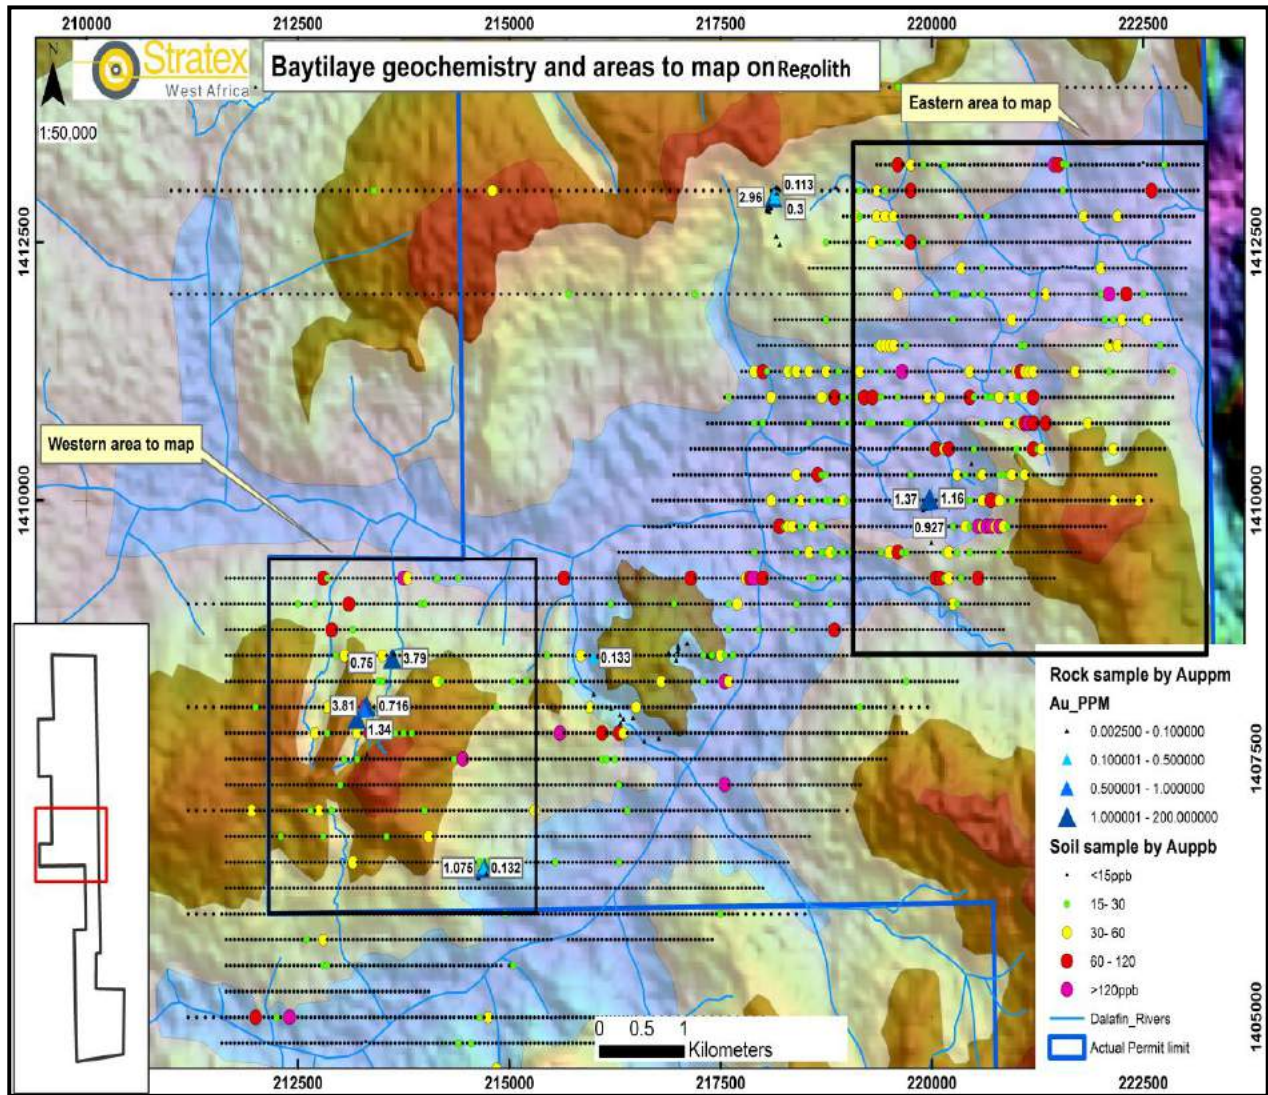 210000 212500 215000 217500 220000 222500
N
Stratex
West Africa
Baytilaye geochemistry and areas to map on Regolith
1:50,000
Eastern area to map
0.113
2.96
0.3
1412500
1412500
Western area to map
1410000
1.37
1.16
0.927
1410000
0.75
3.79
0.133
3.81
0.716
1.34
1.075
0.132
Rock sample by Auppm
Au_PPM
0.002500 - 0.100000
0.100001 - 0.500000
0.500001 - 1.000000
1.000001 - 200.000000
Soil sample by Auppb
<15ppb
15- 30
30- 60
60 - 120
>120ppb
Dalafin_Rivers
Actual Permit limit
1407500
1405000
0 0.5 1
Kilometers
212500 215000 217500 220000 222500